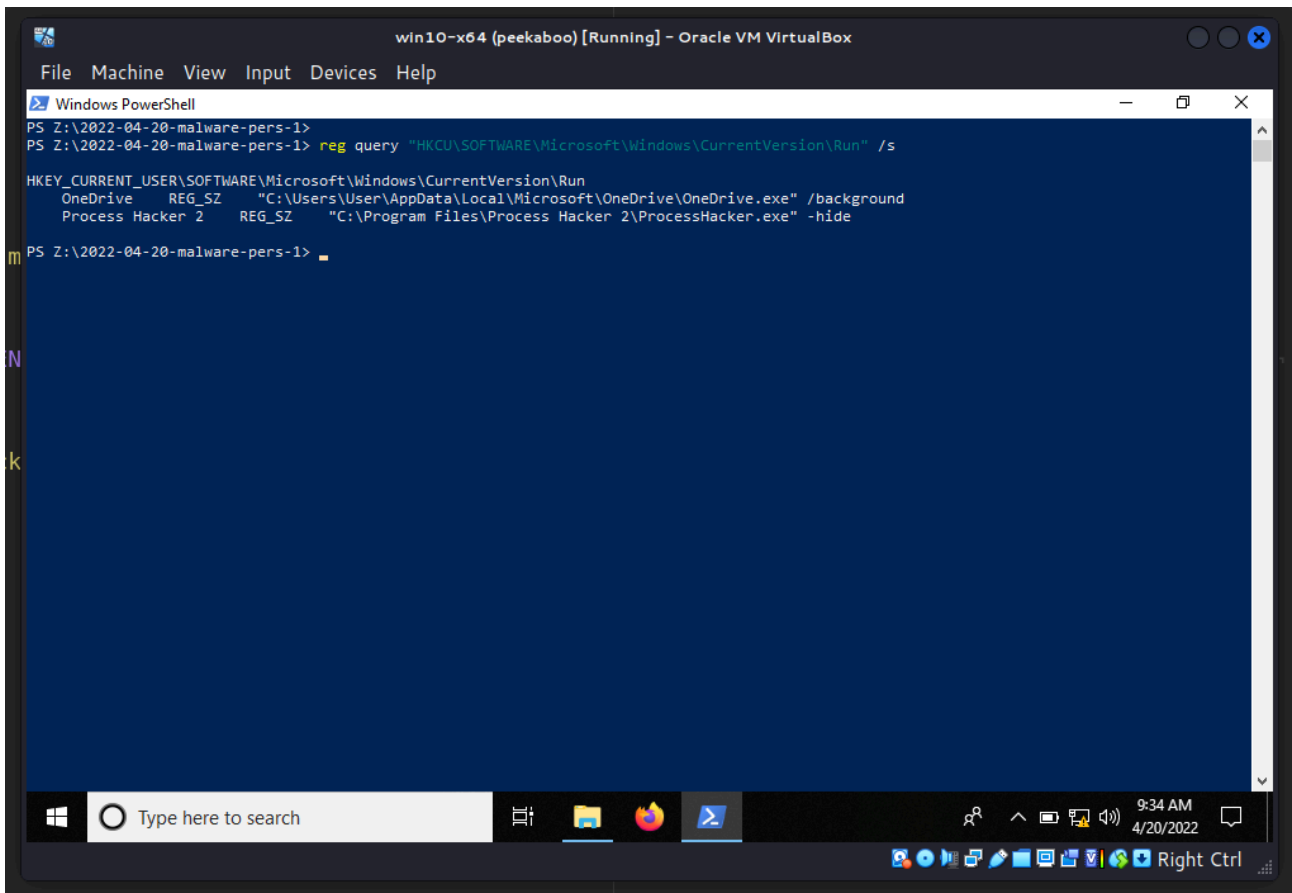 win10-x64 (peekaboo) [Running] - Oracle VM VirtualBox
File Machine View Input Devices Help
Windows PowerShell
PS Z:\2022-04-20-malware-pers-1>
PS Z:\2022-04-20-malware-pers-1> reg query "HKCU\SOFTWARE\Microsoft\Windows\CurrentVersion\Run" /s
HKEY_CURRENT_USER\SOFTWARE\Microsoft\Windows\CurrentVersion\Run
OneDrive REG_SZ "C:\Users\User\AppData\Local\Microsoft\OneDrive\OneDrive.exe" /background
Process Hacker 2 REG_SZ "C:\Program Files\Process Hacker 2\ProcessHacker.exe" -hide
m
PS Z:\2022-04-20-malware-pers-1>
N
k
Type here to search
9:34 AM
4/20/2022
Right Ctrl